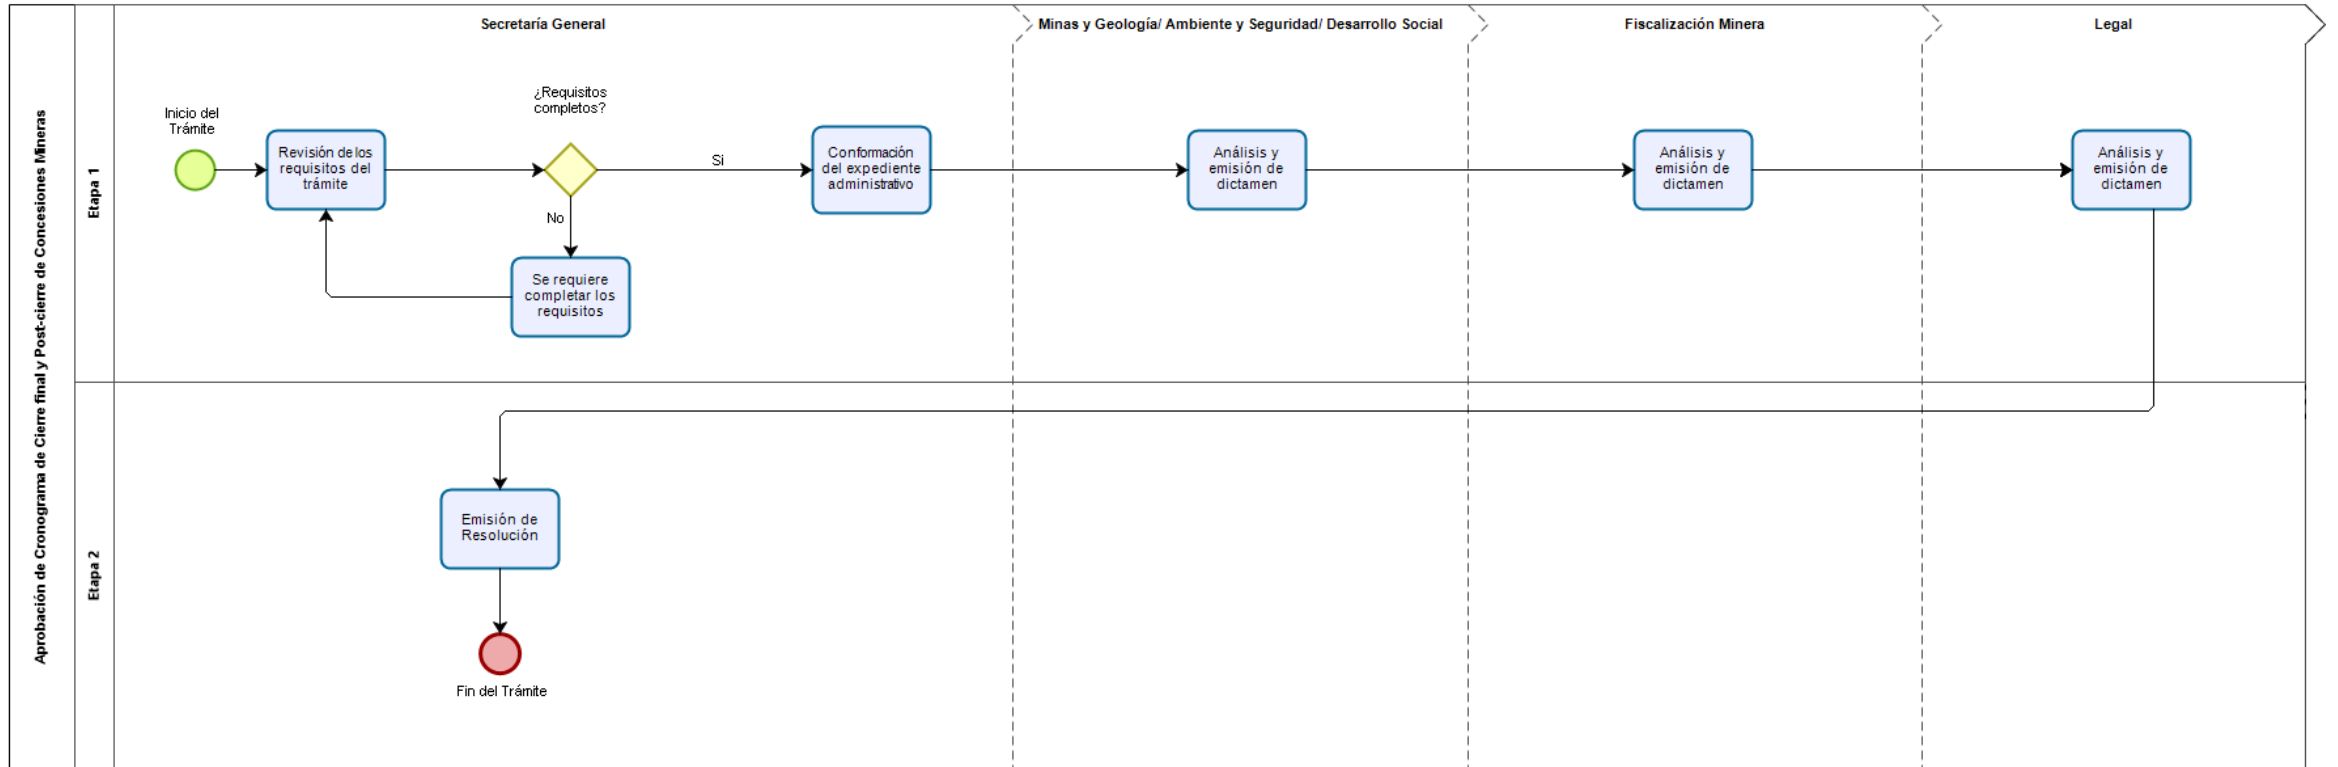 Aprobación de Cronograma de Cierre final y Post-cierre de Concesiones Mineras
Secretaría General
Minas y Geología/ Ambiente y Seguridad/ Desarrollo Social
Fiscalización Minera
Legal
Etapa 1
Inicio del
Trámite
Revisión de los
requisitos del
trámite
¿Requisitos
completos?
Si
No
Se requiere
completar los
requisitos
Conformación
del expediente
administrativo
Análisis y
emisión de
dictamen
Análisis y
emisión de
dictamen
Análisis y
emisión de
dictamen
Etapa 2
Emisión de
Resolución
Fin del Trámite